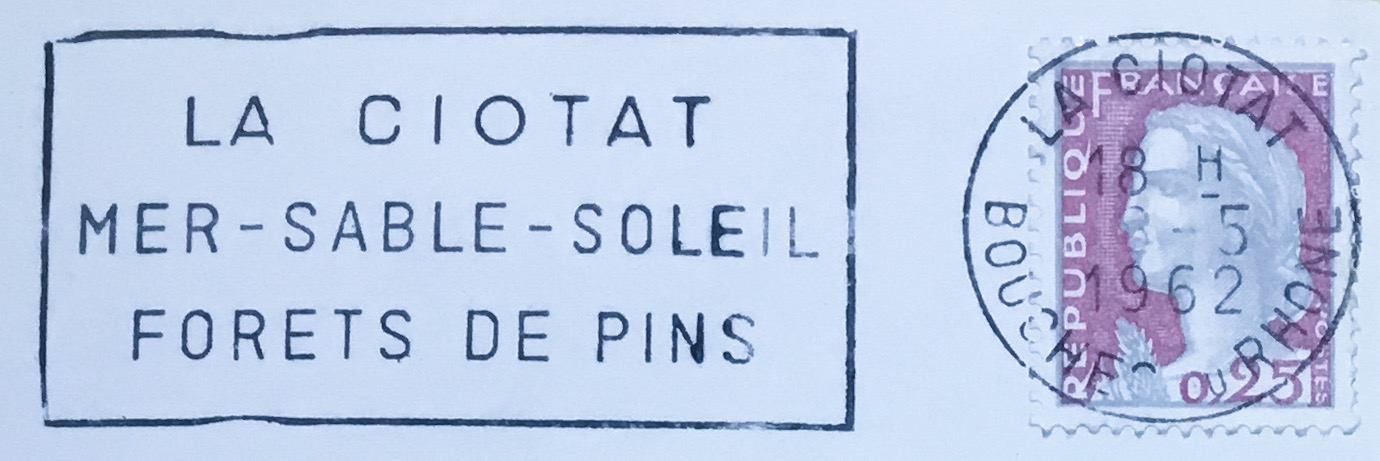 LA CIOTAT
MER-SABLE-SOLEIL
FORETS DE PINS
LA CIOTAT
18 H
-5
1962
BOUCHES DU RHONE
REPUBLIQUE FRANCAISE
0,25F
POSTES